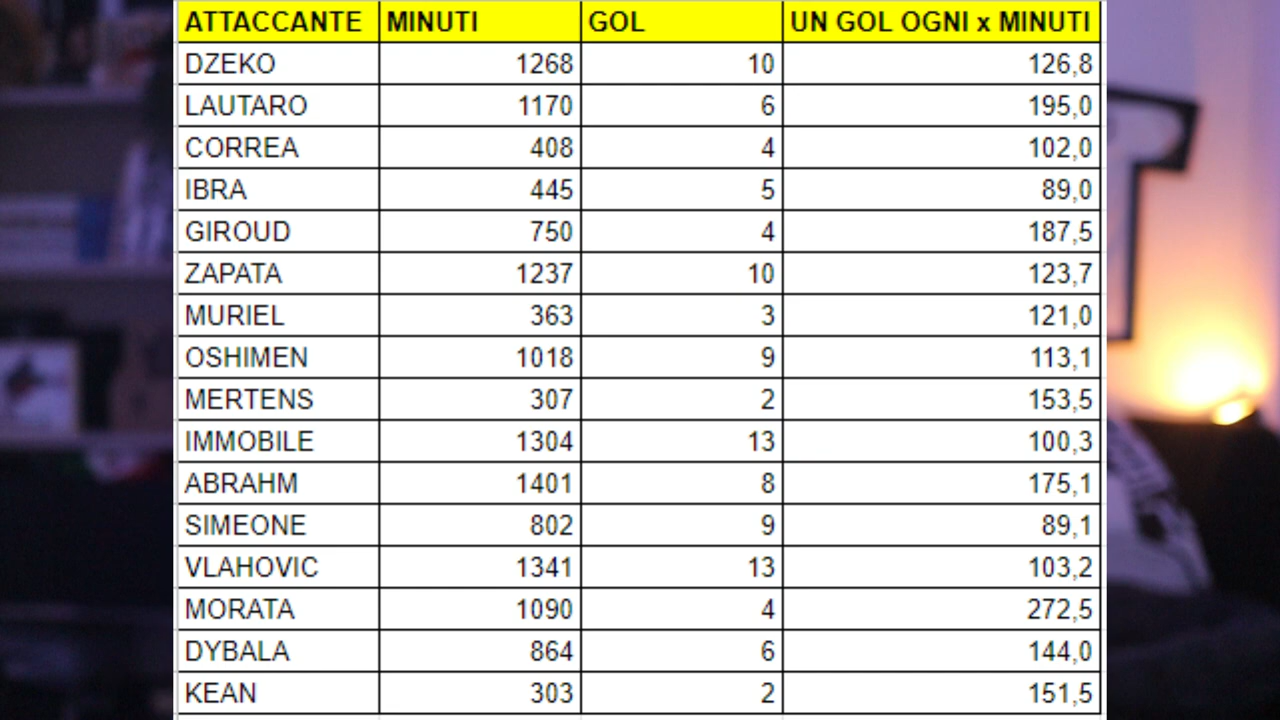 ATTACCANTE MINUTI GOL UN GOL OGNI x MINUTI
DZEKO 1268 10 126,8
LAUTARO 1170 6 195,0
CORREA 408 4 102,0
IBRA 445 5 89,0
GIROUD 750 4 187,5
ZAPATA 1237 10 123,7
MURIEL 363 3 121,0
OSHIMEN 1018 9 113,1
MERTENS 307 2 153,5
IMMOBILE 1304 13 100,3
ABRAHM 1401 8 175,1
SIMEONE 802 9 89,1
VLAHOVIC 1341 13 103,2
MORATA 1090 4 272,5
DYBALA 864 6 144,0
KEAN 303 2 151,5